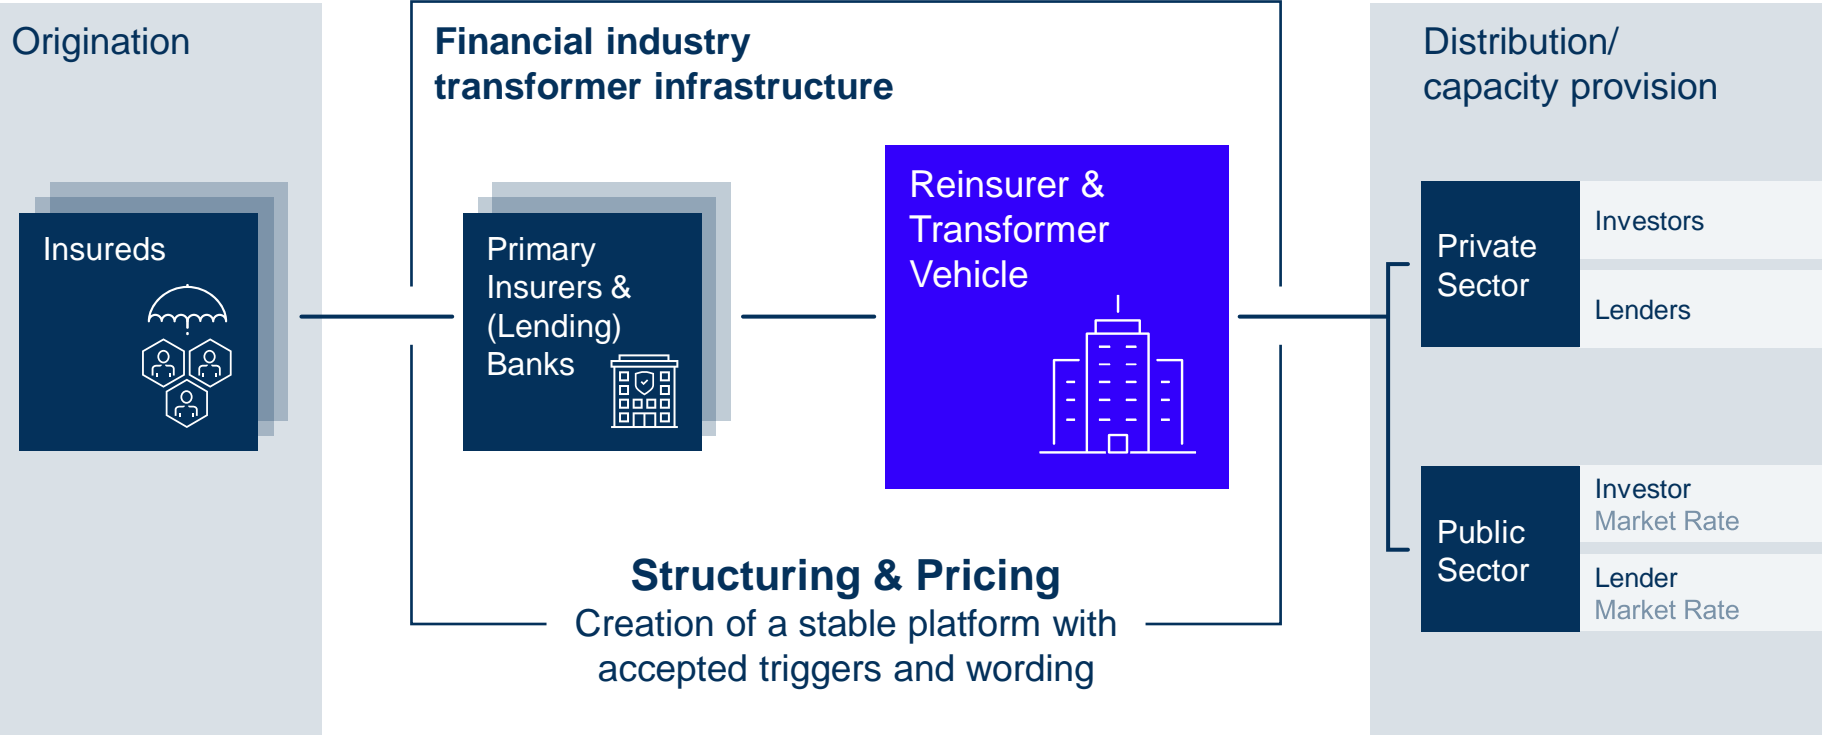 Origination
Insureds
Financial industry
transformer infrastructure
Primary
Insurers &
(Lending)
Banks
Reinsurer &
Transformer
Vehicle
Structuring & Pricing
Creation of a stable platform with
accepted triggers and wording
Distribution/
capacity provision
Private
Sector
Investors
Lenders
Public
Sector
Investor
Market Rate
Lender
Market Rate